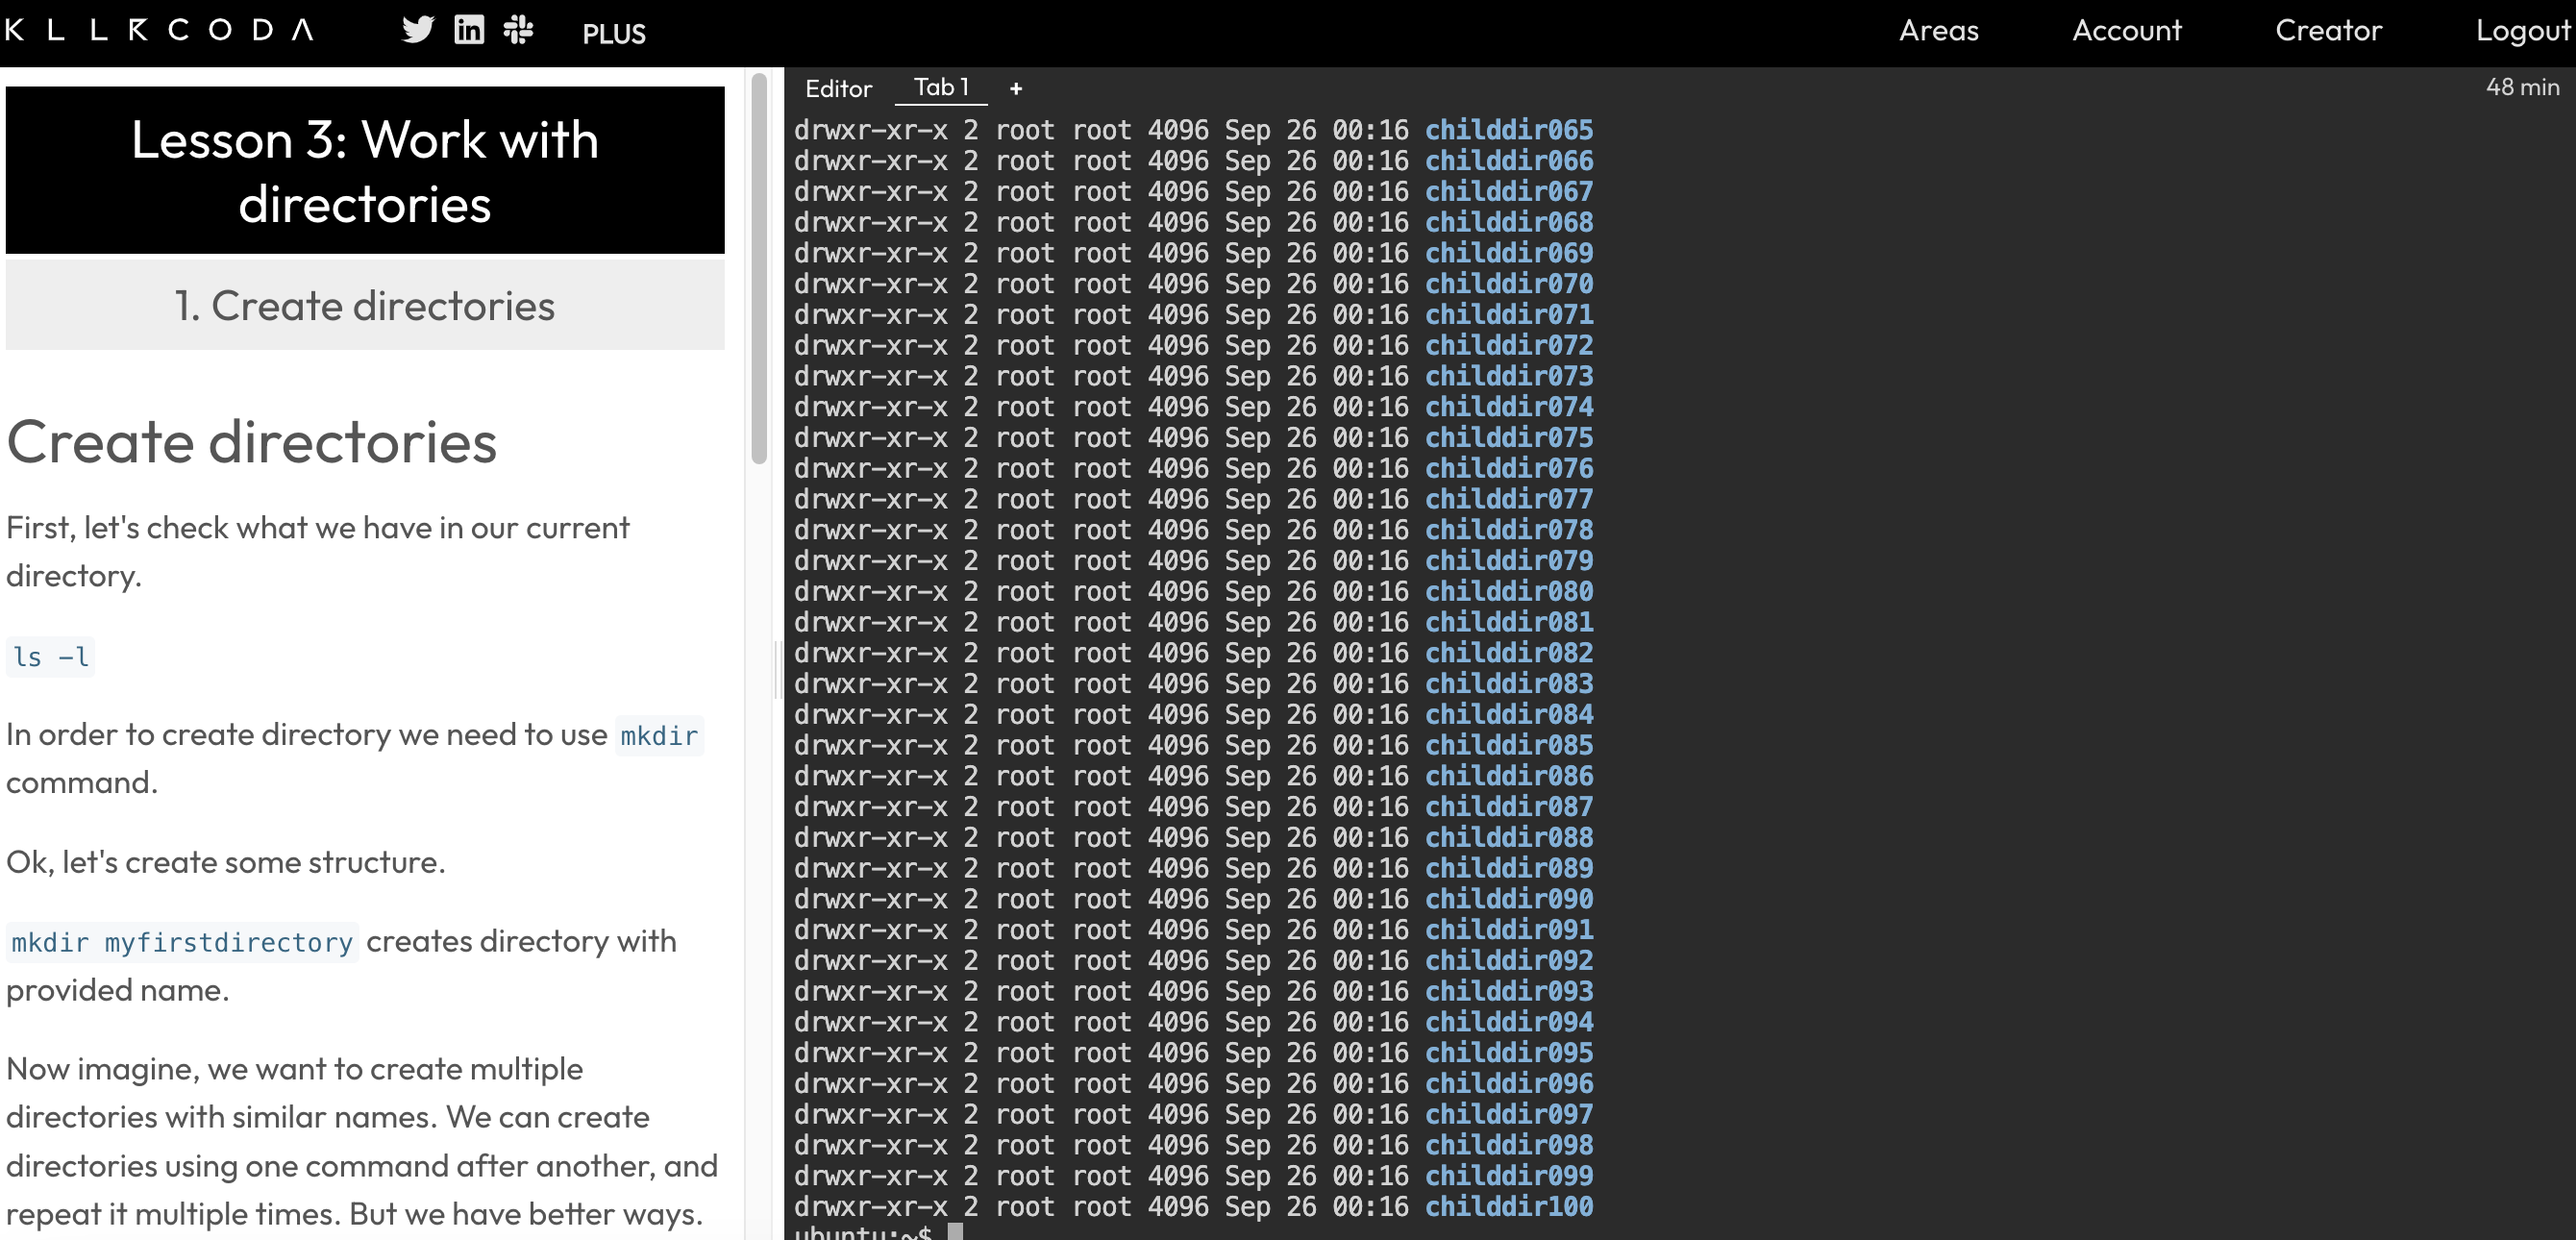 KLLRCODA PLUS Areas Account Creator Logout
Lesson 3: Work with
directories
1. Create directories
Create directories
First, let's check what we have in our current
directory.
ls -l
In order to create directory we need to use mkdir
command.
Ok, let's create some structure.
mkdir myfirstdirectory creates directory with
provided name.
Now imagine, we want to create multiple
directories with similar names. We can create
directories using one command after another, and
repeat it multiple times. But we have better ways.
Editor Tab 1 + 48 min
drwxr-xr-x 2 root root 4096 Sep 26 00:16 childdir065
drwxr-xr-x 2 root root 4096 Sep 26 00:16 childdir066
drwxr-xr-x 2 root root 4096 Sep 26 00:16 childdir067
drwxr-xr-x 2 root root 4096 Sep 26 00:16 childdir068
drwxr-xr-x 2 root root 4096 Sep 26 00:16 childdir069
drwxr-xr-x 2 root root 4096 Sep 26 00:16 childdir070
drwxr-xr-x 2 root root 4096 Sep 26 00:16 childdir071
drwxr-xr-x 2 root root 4096 Sep 26 00:16 childdir072
drwxr-xr-x 2 root root 4096 Sep 26 00:16 childdir073
drwxr-xr-x 2 root root 4096 Sep 26 00:16 childdir074
drwxr-xr-x 2 root root 4096 Sep 26 00:16 childdir075
drwxr-xr-x 2 root root 4096 Sep 26 00:16 childdir076
drwxr-xr-x 2 root root 4096 Sep 26 00:16 childdir077
drwxr-xr-x 2 root root 4096 Sep 26 00:16 childdir078
drwxr-xr-x 2 root root 4096 Sep 26 00:16 childdir079
drwxr-xr-x 2 root root 4096 Sep 26 00:16 childdir080
drwxr-xr-x 2 root root 4096 Sep 26 00:16 childdir081
drwxr-xr-x 2 root root 4096 Sep 26 00:16 childdir082
drwxr-xr-x 2 root root 4096 Sep 26 00:16 childdir083
drwxr-xr-x 2 root root 4096 Sep 26 00:16 childdir084
drwxr-xr-x 2 root root 4096 Sep 26 00:16 childdir085
drwxr-xr-x 2 root root 4096 Sep 26 00:16 childdir086
drwxr-xr-x 2 root root 4096 Sep 26 00:16 childdir087
drwxr-xr-x 2 root root 4096 Sep 26 00:16 childdir088
drwxr-xr-x 2 root root 4096 Sep 26 00:16 childdir089
drwxr-xr-x 2 root root 4096 Sep 26 00:16 childdir090
drwxr-xr-x 2 root root 4096 Sep 26 00:16 childdir091
drwxr-xr-x 2 root root 4096 Sep 26 00:16 childdir092
drwxr-xr-x 2 root root 4096 Sep 26 00:16 childdir093
drwxr-xr-x 2 root root 4096 Sep 26 00:16 childdir094
drwxr-xr-x 2 root root 4096 Sep 26 00:16 childdir095
drwxr-xr-x 2 root root 4096 Sep 26 00:16 childdir096
drwxr-xr-x 2 root root 4096 Sep 26 00:16 childdir097
drwxr-xr-x 2 root root 4096 Sep 26 00:16 childdir098
drwxr-xr-x 2 root root 4096 Sep 26 00:16 childdir099
drwxr-xr-x 2 root root 4096 Sep 26 00:16 childdir100
ubuntu:~$